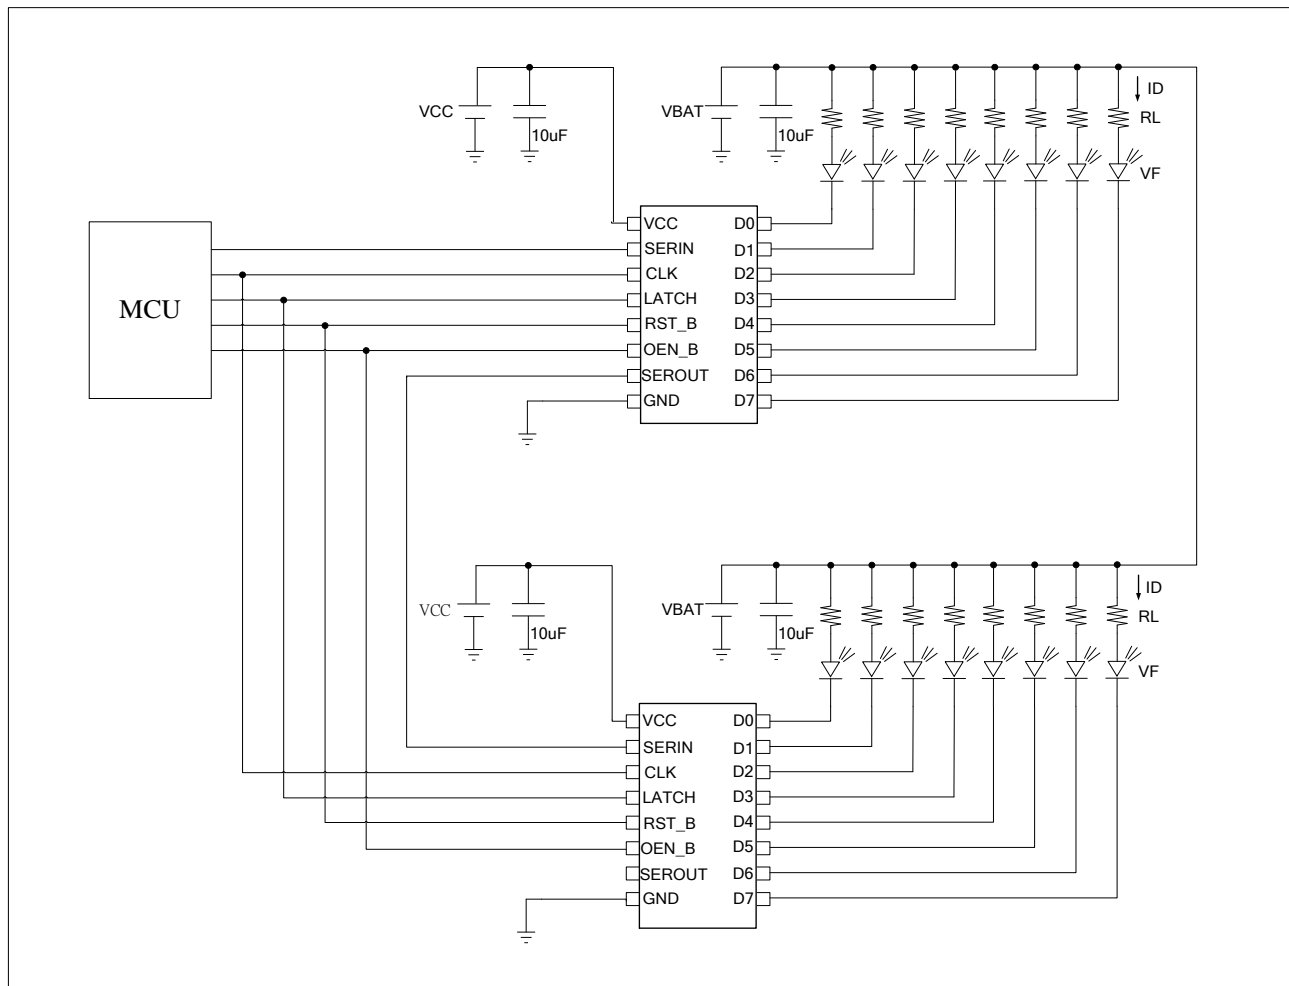 ID
VCC
10uF
VBAT
10uF
RL
VF
MCU
VCC
SERIN
CLK
LATCH
RST_B
OEN_B
SEROUT
GND
D0
D1
D2
D3
D4
D5
D6
D7
ID
VCC
10uF
VBAT
10uF
RL
VF
VCC
SERIN
CLK
LATCH
RST_B
OEN_B
SEROUT
GND
D0
D1
D2
D3
D4
D5
D6
D7